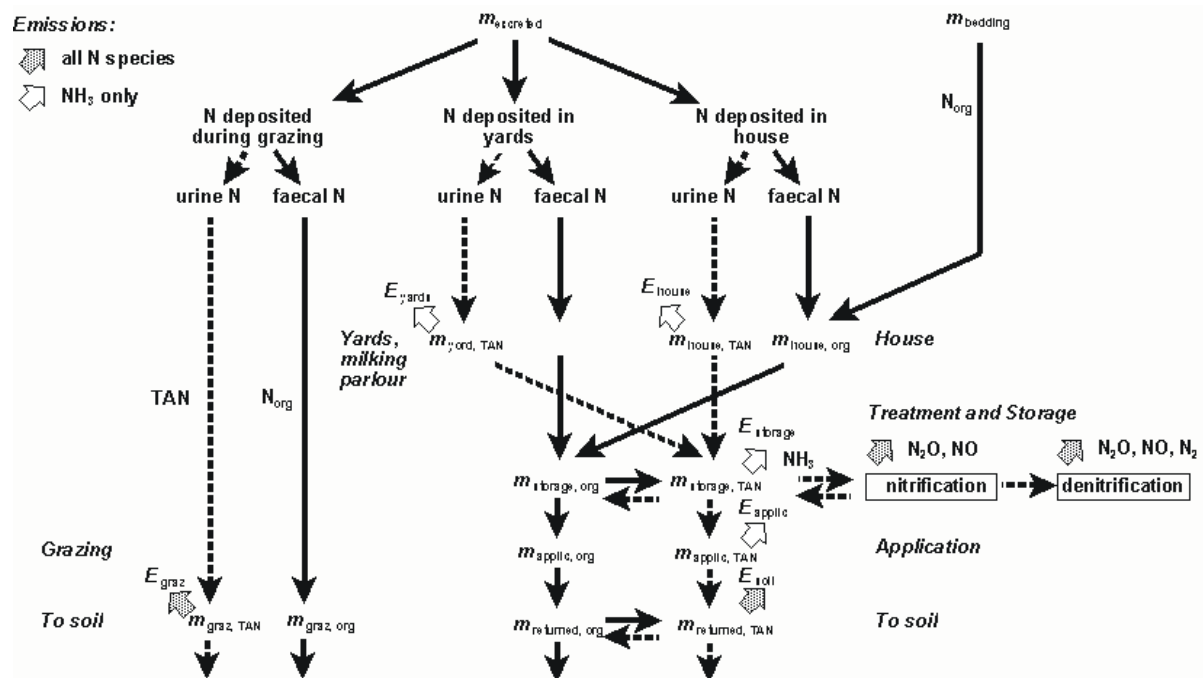 Emissions:
all N species
NH₃ only
m excreted
m bedding
N deposited
during grazing
N deposited in
yards
N deposited in
house
N org
urine N
faecal N
urine N
faecal N
urine N
faecal N
E yards
E house
Yards,
milking
parlour
m yard, TAN
m house, TAN
m house, org
House
TAN
N org
Treatment and Storage
E storage
NH₃
N₂O, NO
N₂O, NO, N₂
m storage, org
m storage, TAN
nitrification
denitrification
E applic
Grazing
m applic, org
m applic, TAN
Application
E graz
E soil
To soil
m graz, TAN
m graz, org
m returned, org
m returned, TAN
To soil